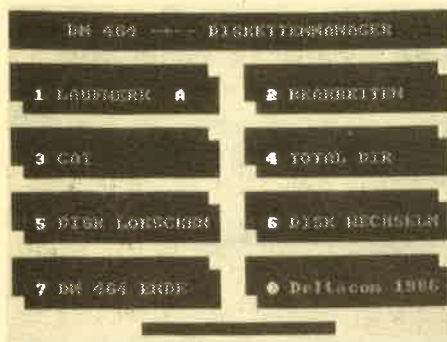 DM 464 --- DISKETTENMANAGER
1 LAUFWERK A
2 BEARBEITEN
3 CAT
4 TOTAL DIR
5 DISK LOESCHEN
6 DISK WECHSELN
7 DM 464 ENDE
0 Deltacom 1986